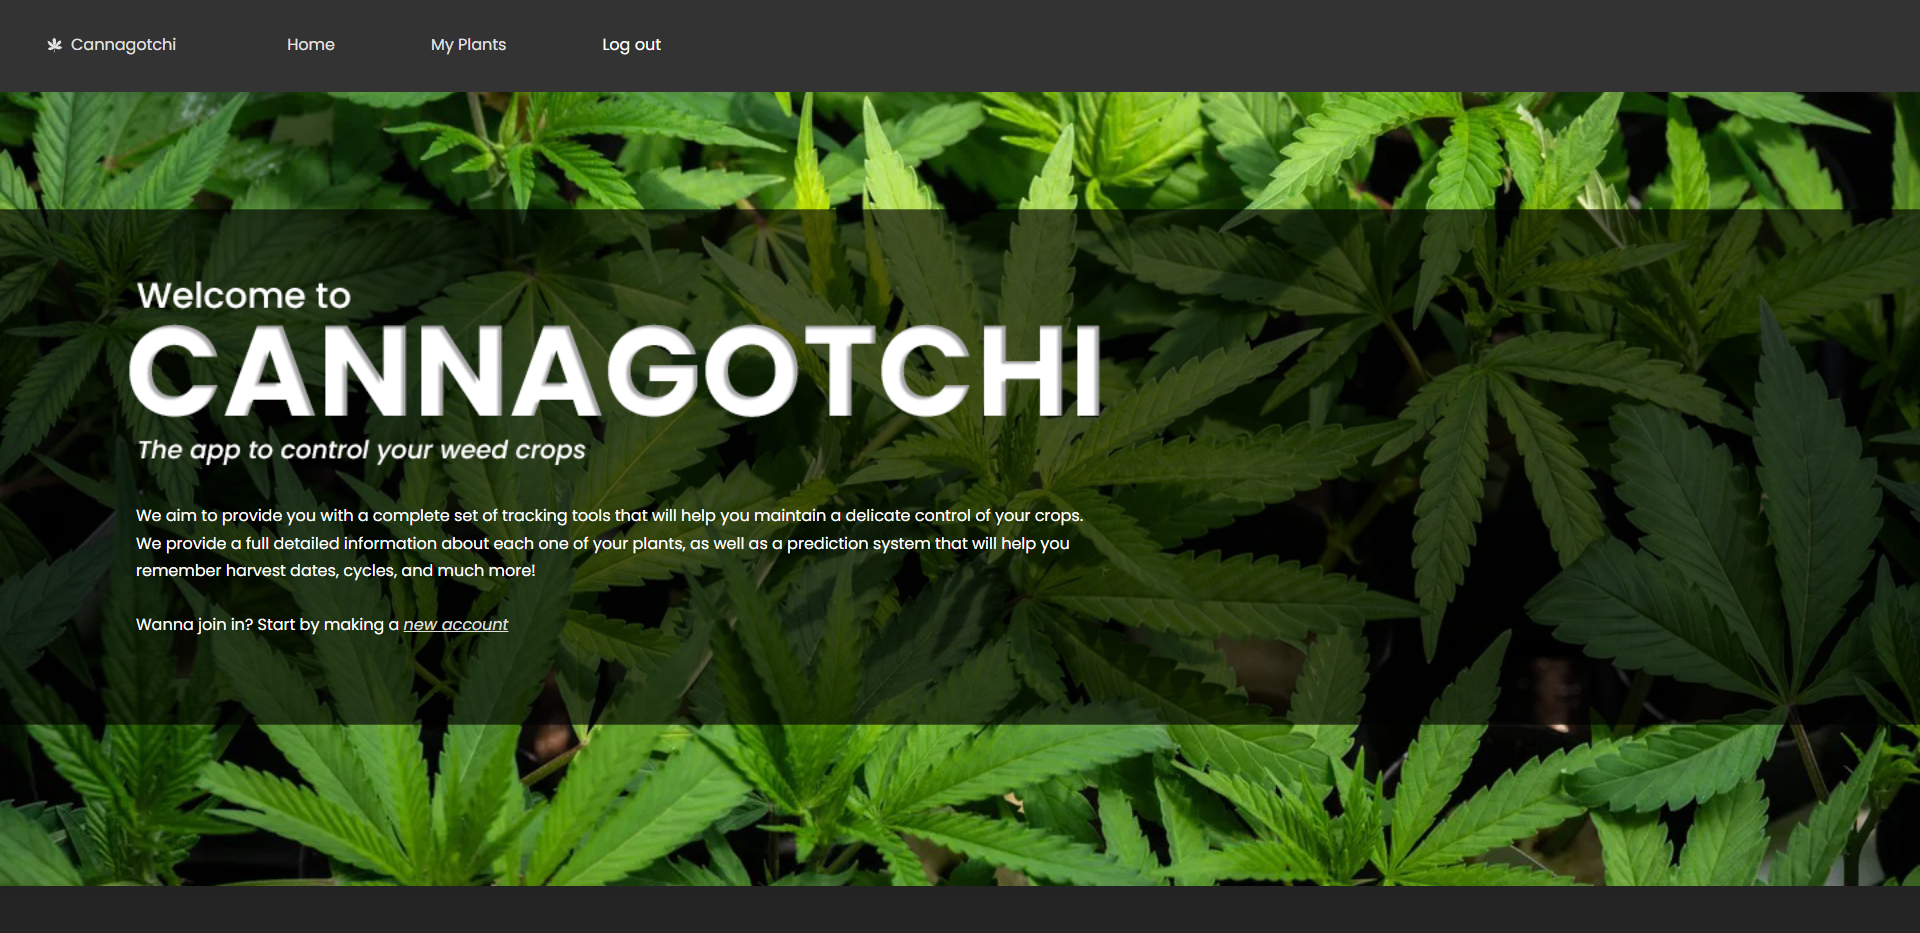 Cannagotchi Home My Plants Log out
Welcome to
CANNAGOTCHI
The app to control your weed crops
We aim to provide you with a complete set of tracking tools that will help you maintain a delicate control of your crops.
We provide a full detailed information about each one of your plants, as well as a prediction system that will help you
remember harvest dates, cycles, and much more!
Wanna join in? Start by making a new account